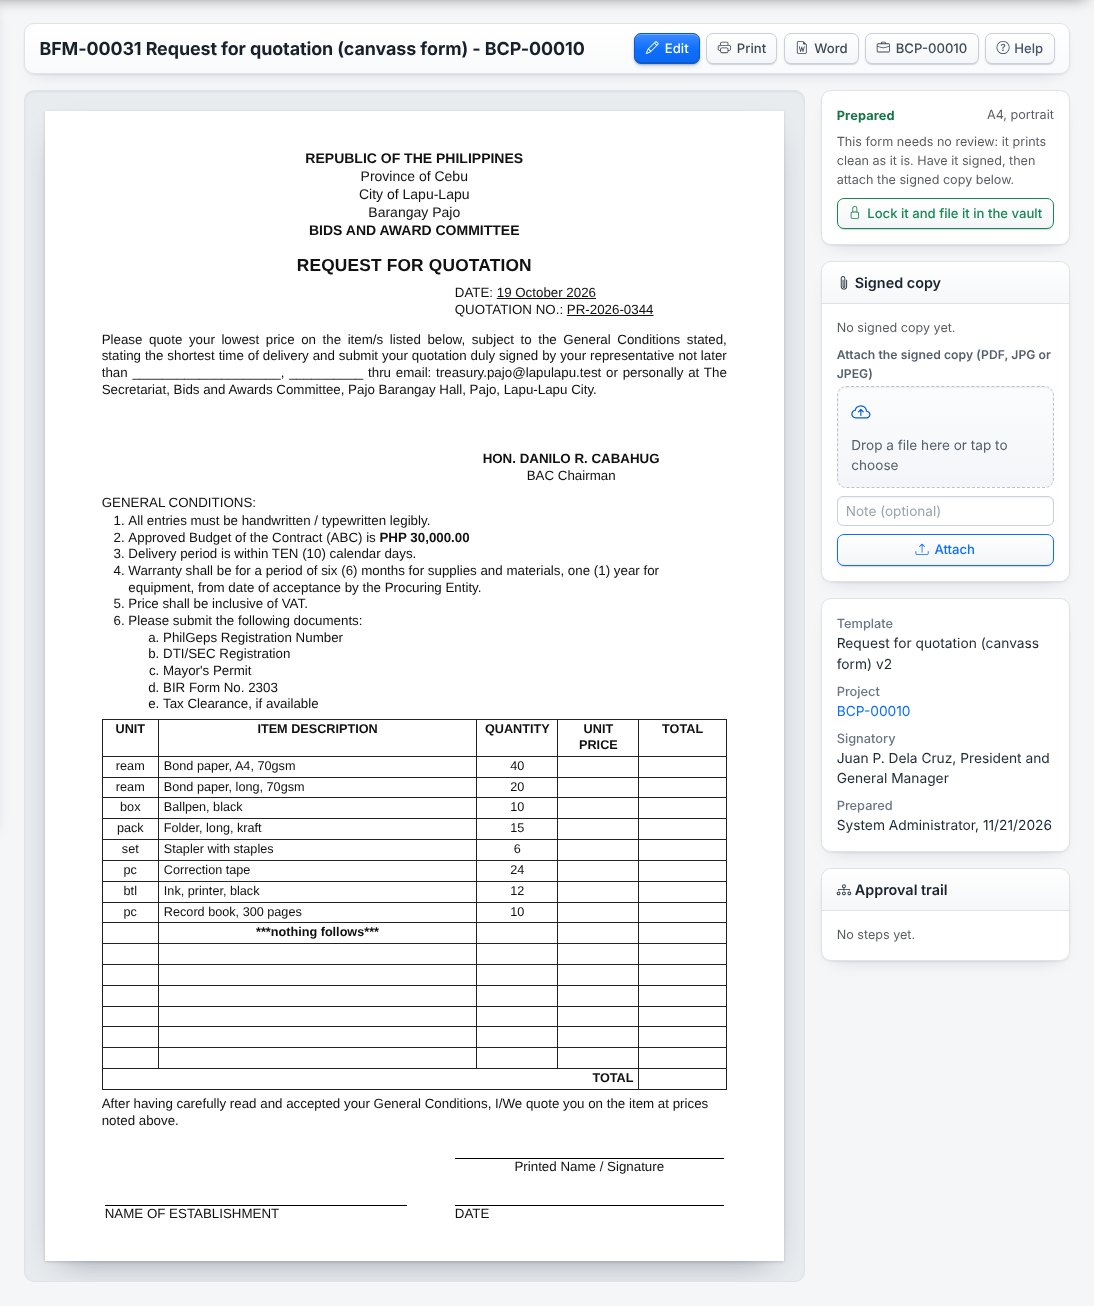 BFM-00031 Request for quotation (canvass form) - BCP-00010
Edit
Print
Word
BCP-00010
Help
REPUBLIC OF THE PHILIPPINES
Province of Cebu
City of Lapu-Lapu
Barangay Pajo
BIDS AND AWARD COMMITTEE
REQUEST FOR QUOTATION
DATE: 19 October 2026
QUOTATION NO.: PR-2026-0344
Please quote your lowest price on the item/s listed below, subject to the General Conditions stated,
stating the shortest time of delivery and submit your quotation duly signed by your representative not later
than ____________________, __________ thru email: treasury.pajo@lapulapu.test or personally at The
Secretariat, Bids and Awards Committee, Pajo Barangay Hall, Pajo, Lapu-Lapu City.
HON. DANILO R. CABAHUG
BAC Chairman
GENERAL CONDITIONS:
1. All entries must be handwritten / typewritten legibly.
2. Approved Budget of the Contract (ABC) is PHP 30,000.00
3. Delivery period is within TEN (10) calendar days.
4. Warranty shall be for a period of six (6) months for supplies and materials, one (1) year for
equipment, from date of acceptance by the Procuring Entity.
5. Price shall be inclusive of VAT.
6. Please submit the following documents:
a. PhilGeps Registration Number
b. DTI/SEC Registration
c. Mayor's Permit
d. BIR Form No. 2303
e. Tax Clearance, if available
UNIT ITEM DESCRIPTION QUANTITY UNIT PRICE TOTAL
ream Bond paper, A4, 70gsm 40
ream Bond paper, long, 70gsm 20
box Ballpen, black 10
pack Folder, long, kraft 15
set Stapler with staples 6
pc Correction tape 24
btl Ink, printer, black 12
pc Record book, 300 pages 10
***nothing follows***
TOTAL
After having carefully read and accepted your General Conditions, I/We quote you on the item at prices
noted above.
Printed Name / Signature
NAME OF ESTABLISHMENT
DATE
Prepared
A4, portrait
This form needs no review: it prints
clean as it is. Have it signed, then
attach the signed copy below.
Lock it and file it in the vault
Signed copy
No signed copy yet.
Attach the signed copy (PDF, JPG or
JPEG)
Drop a file here or tap to
choose
Note (optional)
Attach
Template
Request for quotation (canvass
form) v2
Project
BCP-00010
Signatory
Juan P. Dela Cruz, President and
General Manager
Prepared
System Administrator, 11/21/2026
Approval trail
No steps yet.